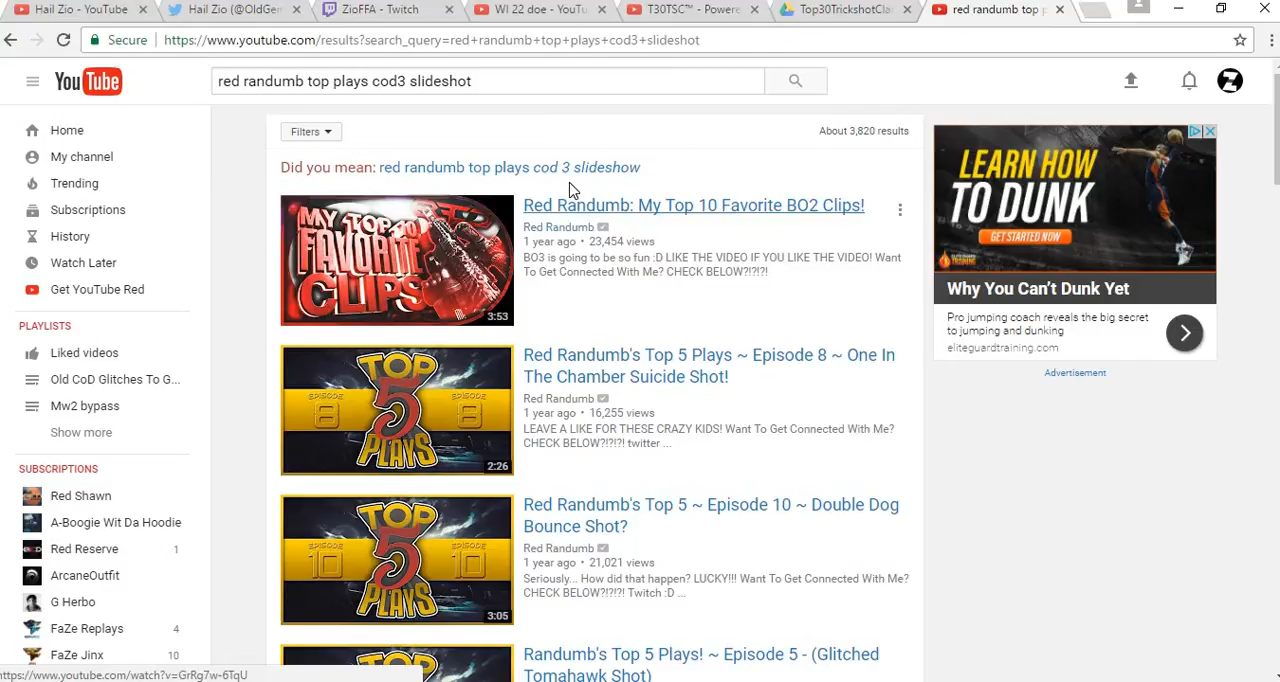 Hail Zio - YouTube
Hail Zio (@OldGem
ZioFFA - Twitch
WI 22 doe - YouTu
T30TSC™ - Powere
Top30TrickshotCla
red randumb top p
Secure
https://www.youtube.com/results?search_query=red+randumb+top+plays+cod3+slideshot
YouTube
red randumb top plays cod3 slideshot
Home
My channel
Trending
Subscriptions
History
Watch Later
Get YouTube Red
PLAYLISTS
Liked videos
Old CoD Glitches To G...
Mw2 bypass
Show more
SUBSCRIPTIONS
Red Shawn
A-Boogie Wit Da Hoodie
Red Reserve 1
ArcaneOutfit
G Herbo
FaZe Replays 4
FaZe Jinx 10
Filters
About 3,820 results
Did you mean: red randumb top plays cod 3 slideshow
MY TOP 10
FAVORITE
CLIPS
3:53
Red Randumb: My Top 10 Favorite BO2 Clips!
Red Randumb
1 year ago • 23,454 views
BO3 is going to be so fun :D LIKE THE VIDEO IF YOU LIKE THE VIDEO! Want
To Get Connected With Me? CHECK BELOW?!?!?!
TOP
EPISODE
8
5
EPISODE
8
PLAYS
2:26
Red Randumb's Top 5 Plays ~ Episode 8 ~ One In
The Chamber Suicide Shot!
Red Randumb
1 year ago • 16,255 views
LEAVE A LIKE FOR THESE CRAZY KIDS! Want To Get Connected With Me?
CHECK BELOW?!?!?! twitter ...
TOP
EPISODE
10
5
EPISODE
10
PLAYS
3:05
Red Randumb's Top 5 ~ Episode 10 ~ Double Dog
Bounce Shot?
Red Randumb
1 year ago • 21,021 views
Seriously... How did that happen? LUCKY!!! Want To Get Connected With Me?
CHECK BELOW?!?!?! Twitch :D ...
TOP
Randumb's Top 5 Plays! ~ Episode 5 - (Glitched
Tomahawk Shot)
LEARN HOW
TO DUNK
GET STARTED NOW
Why You Can't Dunk Yet
Pro jumping coach reveals the big secret
to jumping and dunking
eliteguardtraining.com
Advertisement
https://www.youtube.com/watch?v=GrRg7w-6TqU